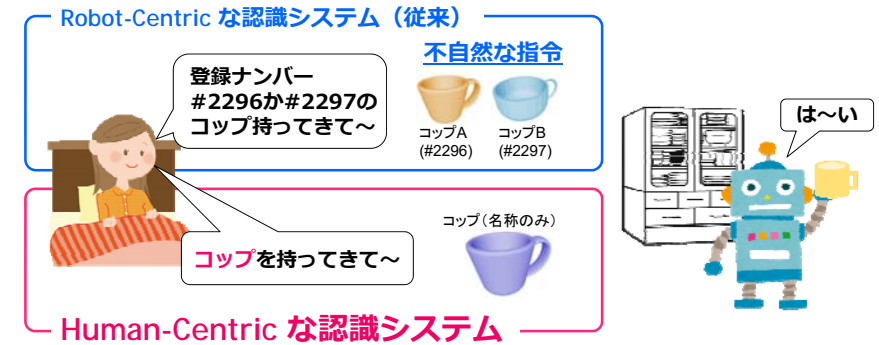 Robot-Centric な認識システム（従来）
不自然な指令
登録ナンバー
#2296か#2297の
コップ持ってきて～
コップA
(#2296)
コップB
(#2297)
は～い
コップ（名称のみ）
コップを持ってきて～
Human-Centric な認識システム